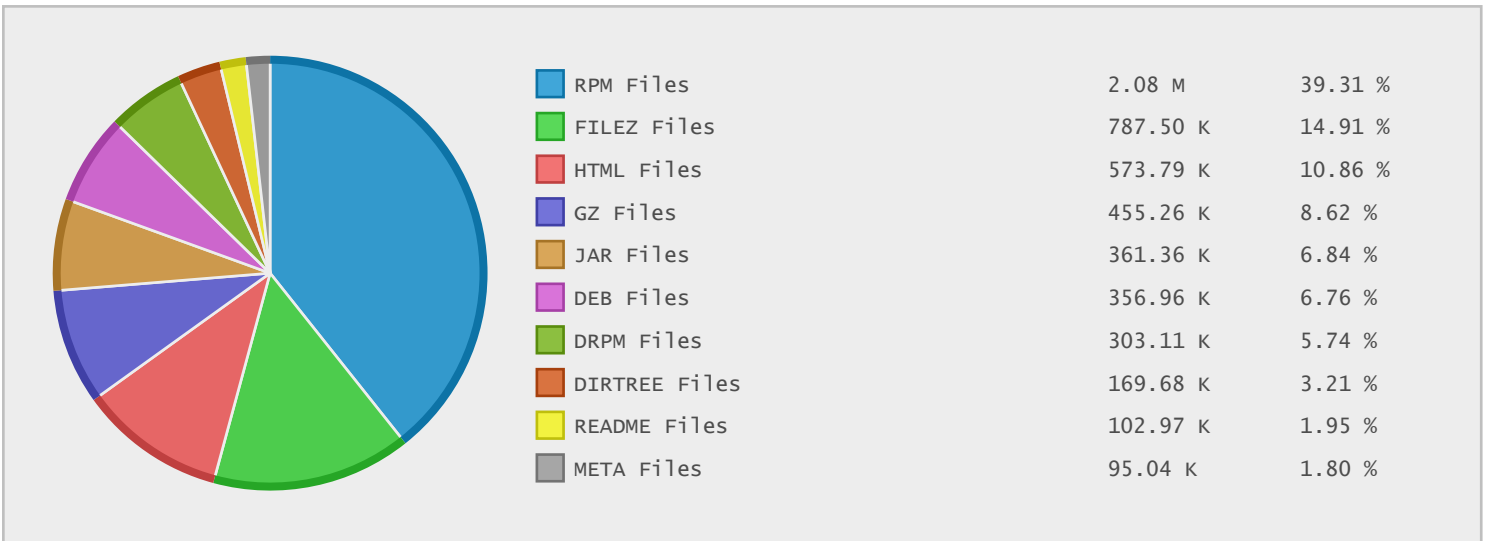 RPM Files 2.08 M 39.31 %
FILEZ Files 787.50 K 14.91 %
HTML Files 573.79 K 10.86 %
GZ Files 455.26 K 8.62 %
JAR Files 361.36 K 6.84 %
DEB Files 356.96 K 6.76 %
DRPM Files 303.11 K 5.74 %
DIRTREE Files 169.68 K 3.21 %
README Files 102.97 K 1.95 %
META Files 95.04 K 1.80 %